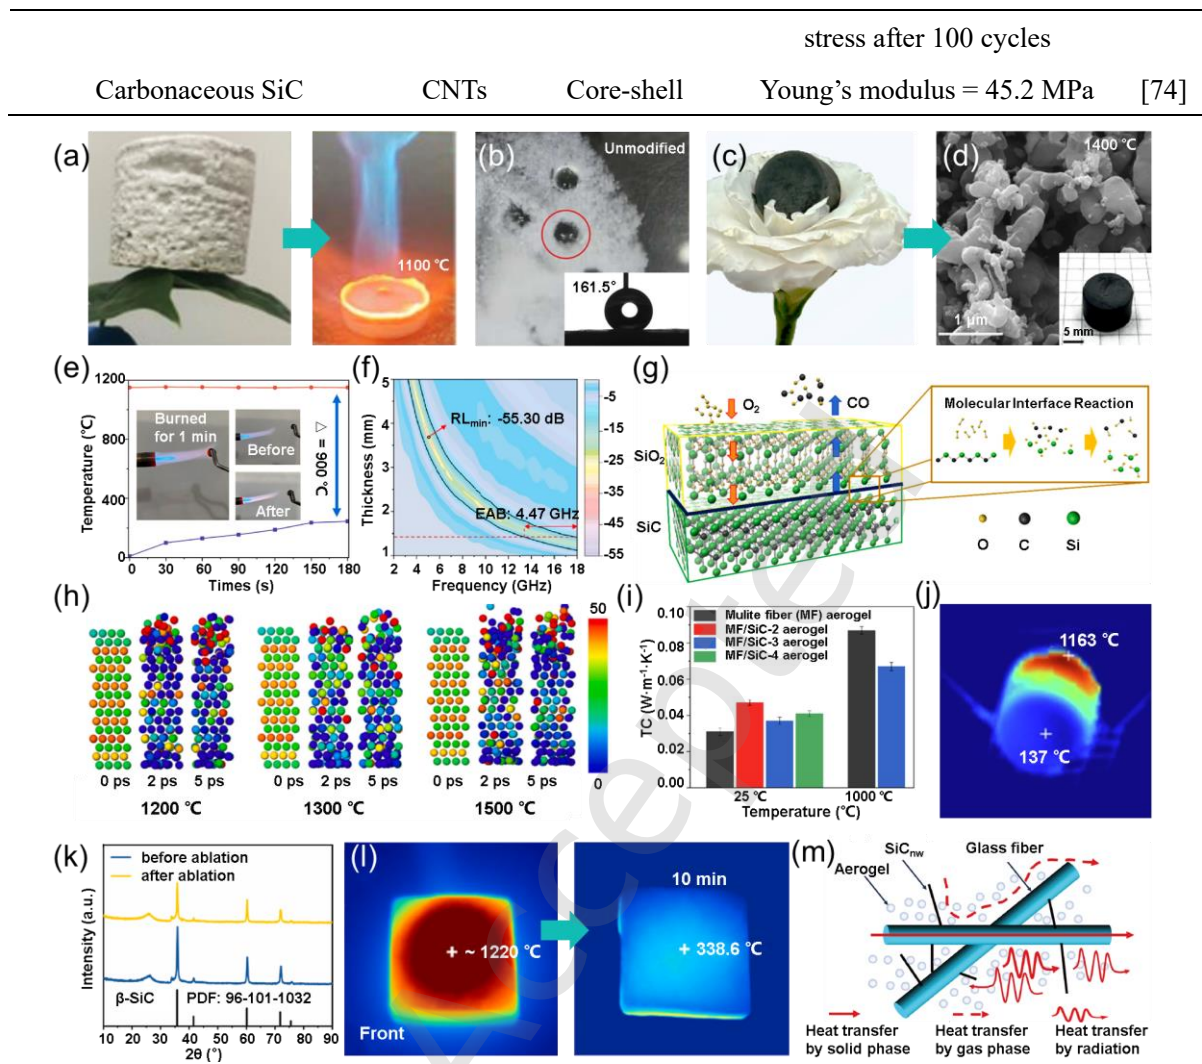 stress after 100 cycles
Carbonaceous SiC CNTs Core-shell Young’s modulus = 45.2 MPa [74]
(a)
1100 ℃
(b)
Unmodified
161.5°
(c)
(d)
1400 ℃
1 μm
5 mm
(e)
1200
800
400
0
Temperature (℃)
Burned
for 1 min
Before
After
△ = 900 ℃
0 30 60 90 120 150 180
Times (s)
(f)
5
4
3
2
1
Thickness (mm)
RLmin: -55.30 dB
EAB: 4.47 GHz
2 4 6 8 10 12 14 16 18
Frequency (GHz)
-5
-15
-25
-35
-45
-55
(g)
O2
CO
SiO2
SiC
Molecular Interface Reaction
O C Si
(h)
50
0
0 ps 2 ps 5 ps
1200 ℃
0 ps 2 ps 5 ps
1300 ℃
0 ps 2 ps 5 ps
1500 ℃
(i)
0.10
0.08
0.06
0.04
0.02
0.00
TC (W·m⁻¹·K⁻¹)
Mulite fiber (MF) aerogel
MF/SiC-2 aerogel
MF/SiC-3 aerogel
MF/SiC-4 aerogel
25 ℃ 1000 ℃
Temperature (℃)
(j)
1163 ℃
137 ℃
(k)
before ablation
after ablation
Intensity (a.u.)
β-SiC PDF: 96-101-1032
10 20 30 40 50 60 70 80 90
2θ (°)
(l)
~ 1220 ℃
Front
10 min
338.6 ℃
(m)
SiCnw
Glass fiber
Aerogel
Heat transfer by solid phase
Heat transfer by gas phase
Heat transfer by radiation
Accepted